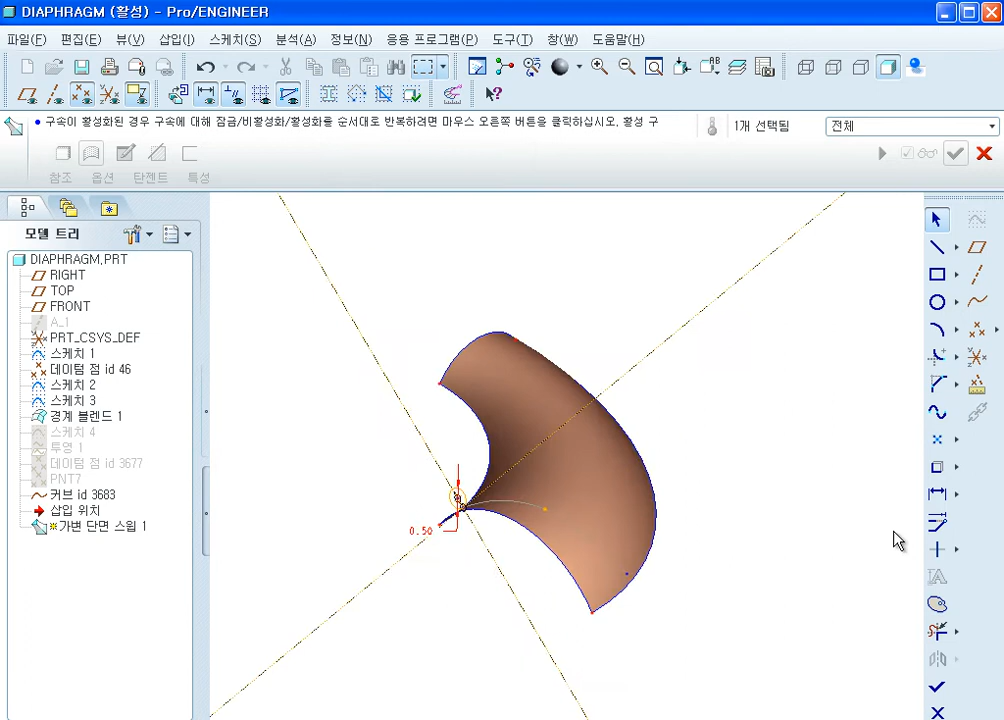 DIAPHRAGM (활성) - Pro/ENGINEER
파일(F) 편집(E) 뷰(V) 삽입(I) 스케치(S) 분석(A) 정보(N) 응용 프로그램(P) 도구(T) 창(W) 도움말(H)
• 구속이 활성화된 경우 구속에 대해 잠금/비활성화/활성화를 순서대로 반복하려면 마우스 오른쪽 버튼을 클릭하십시오. 활성 구
1개 선택됨
전체
참조 옵션 탄젠트 특성
모델 트리
DIAPHRAGM.PRT
RIGHT
TOP
FRONT
A_1
PRT_CSYS_DEF
스케치 1
데이텀 점 id 46
스케치 2
스케치 3
경계 블렌드 1
스케치 4
투영 1
데이텀 점 id 3677
PNT7
커브 id 3683
삽입 위치
가변 단면 스윕 1
0.50